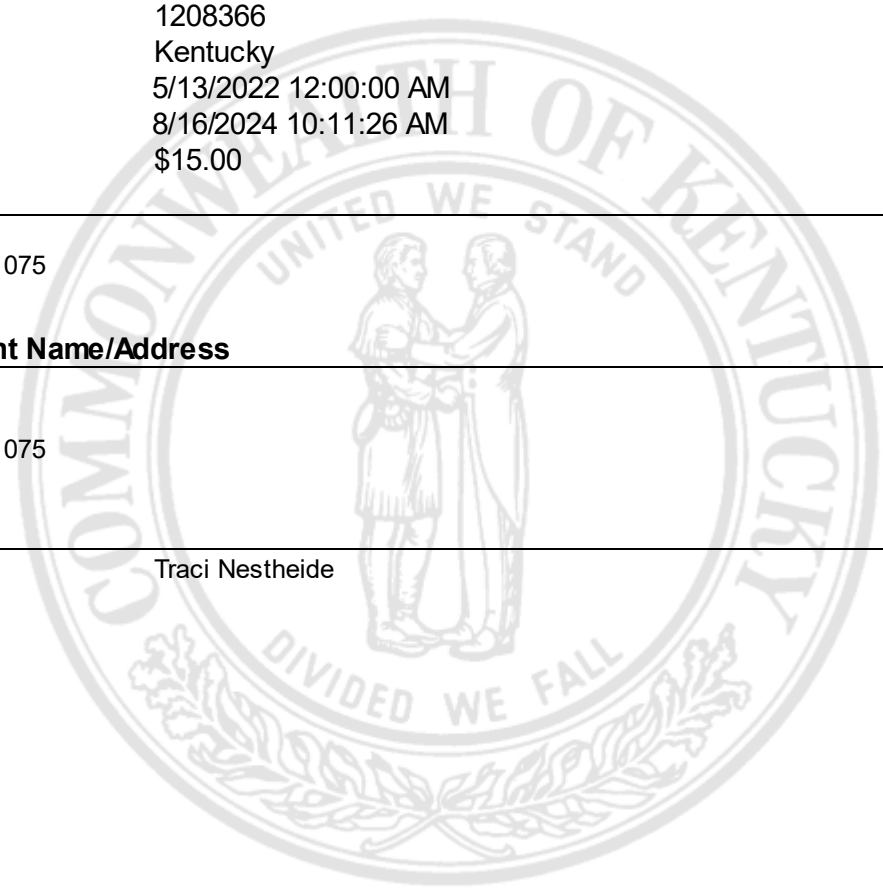 1208366
Kentucky
5/13/2022 12:00:00 AM
8/16/2024 10:11:26 AM
$15.00
075
nt Name/Address
075
Traci Nestheide
COMMONWEALTH OF KENTUCKY
UNITED WE STAND
DIVIDED WE FALL